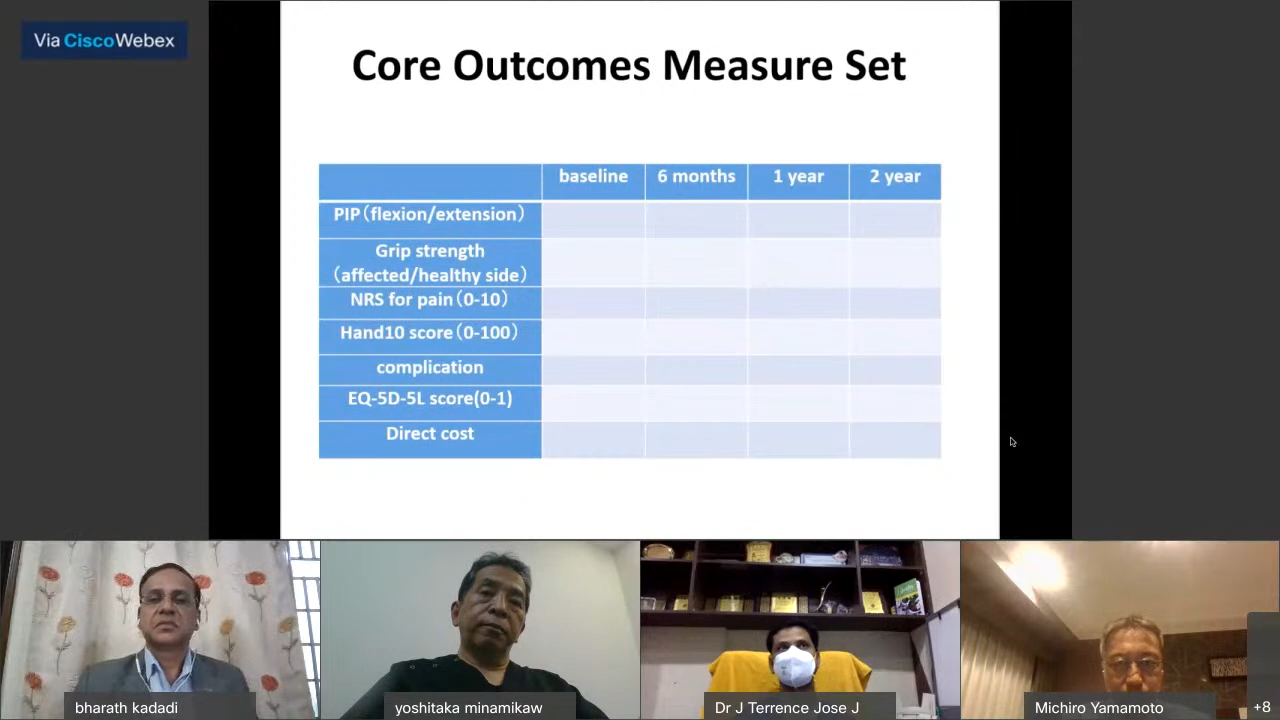 Via Cisco Webex
Core Outcomes Measure Set
baseline 6 months 1 year 2 year
PIP（flexion/extension）
Grip strength
（affected/healthy side）
NRS for pain（0-10）
Hand10 score（0-100）
complication
EQ-5D-5L score(0-1)
Direct cost
bharath kadadi
yoshitaka minamikaw
Dr J Terrence Jose J
Michiro Yamamoto
+8